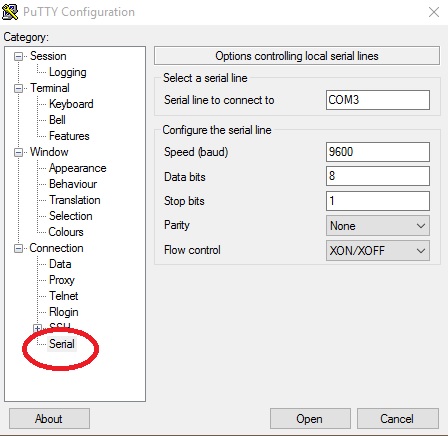 PuTTY Configuration
Category:
Session
Logging
Terminal
Keyboard
Bell
Features
Window
Appearance
Behaviour
Translation
Selection
Colours
Connection
Data
Proxy
Telnet
Rlogin
SSH
Serial
Options controlling local serial lines
Select a serial line
Serial line to connect to COM3
Configure the serial line
Speed (baud) 9600
Data bits 8
Stop bits 1
Parity None
Flow control XON/XOFF
About
Open
Cancel